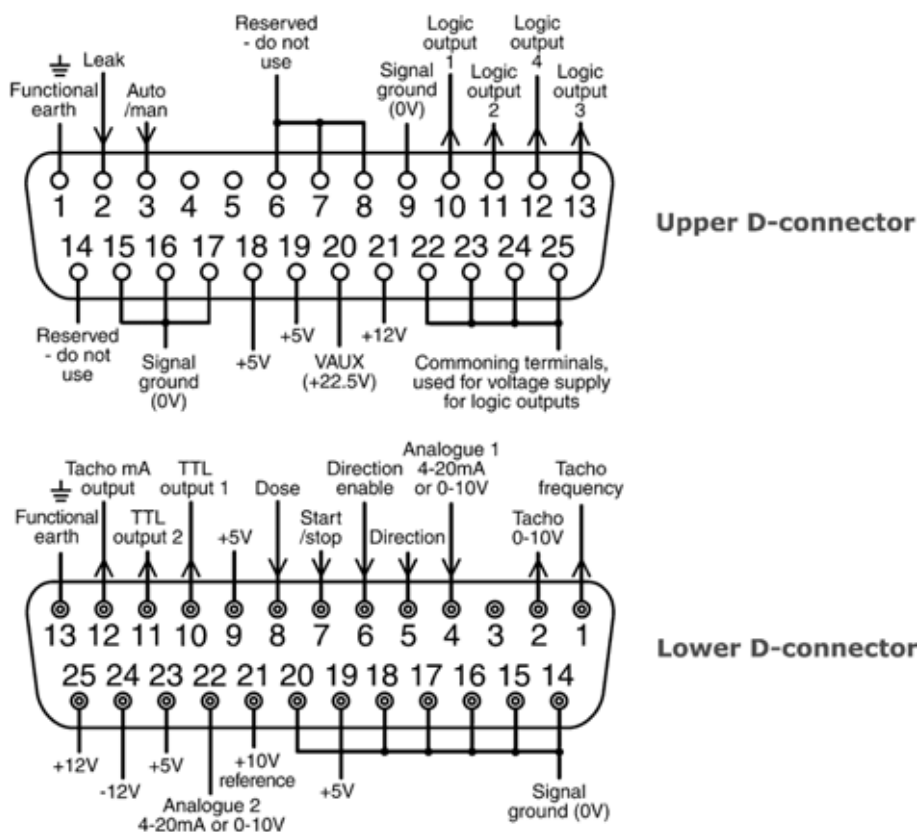 Reserved
- do not
use
Logic
output
1
Logic
output
4
Leak
Functional
earth
Auto
/man
Signal
ground
(0V)
Logic
output
2
Logic
output
3
1 2 3 4 5 6 7 8 9 10 11 12 13
Upper D-connector
14 15 16 17 18 19 20 21 22 23 24 25
Reserved
- do not
use
Signal
ground
(0V)
+5V
+5V
VAUX
(+22.5V)
+12V
Commoning terminals,
used for voltage supply
for logic outputs
Tacho mA
output
TTL
output 1
Dose
Direction
enable
Analogue 1
4-20mA
or 0-10V
Tacho
frequency
Functional
earth
TTL
output 2
+5V
Start
/stop
Direction
Tacho
0-10V
13 12 11 10 9 8 7 6 5 4 3 2 1
Lower D-connector
25 24 23 22 21 20 19 18 17 16 15 14
+12V
-12V
+5V
Analogue 2
4-20mA or 0-10V
+10V
reference
+5V
Signal
ground (0V)